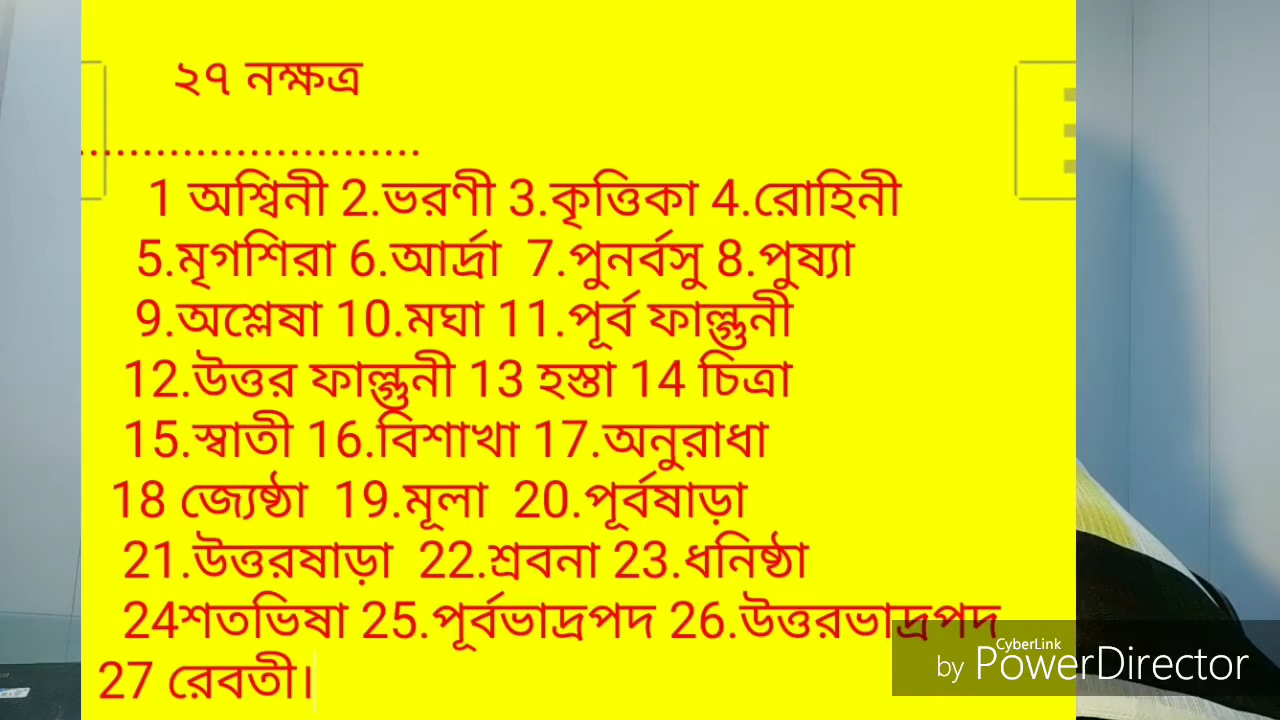 ২৭ নক্ষত্র
..........................
1 অশ্বিনী 2.ভরণী 3.কৃত্তিকা 4.রোহিনী
5.মৃগশিরা 6.আর্দ্রা 7.পুনর্বসু 8.পুষ্যা
9.অশ্লেষা 10.মঘা 11.পূর্ব ফাল্গুনী
12.উত্তর ফাল্গুনী 13 হস্তা 14 চিত্রা
15.স্বাতী 16.বিশাখা 17.অনুরাধা
18 জ্যেষ্ঠা 19.মূলা 20.পূর্বষাড়া
21.উত্তরষাড়া 22.শ্রবনা 23.ধনিষ্ঠা
24শতভিষা 25.পূর্বভাদ্রপদ 26.উত্তরভাদ্রপদ
27 রেবতী।
CyberLink
by PowerDirector